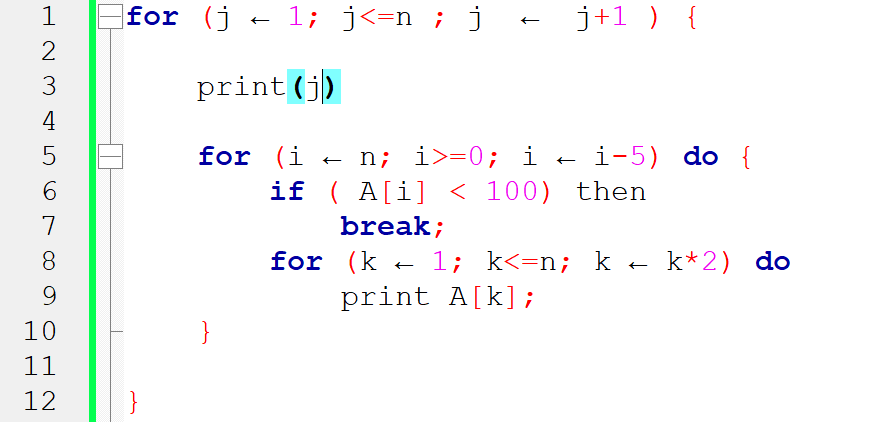 1 for (j ← 1; j<=n ; j  ←  j+1 ) {
2
3     print(j)
4
5     for (i ← n; i>=0; i ← i-5) do {
6         if ( A[i] < 100) then
7             break;
8         for (k ← 1; k<=n; k ← k*2) do
9             print A[k];
10     }
11
12 }